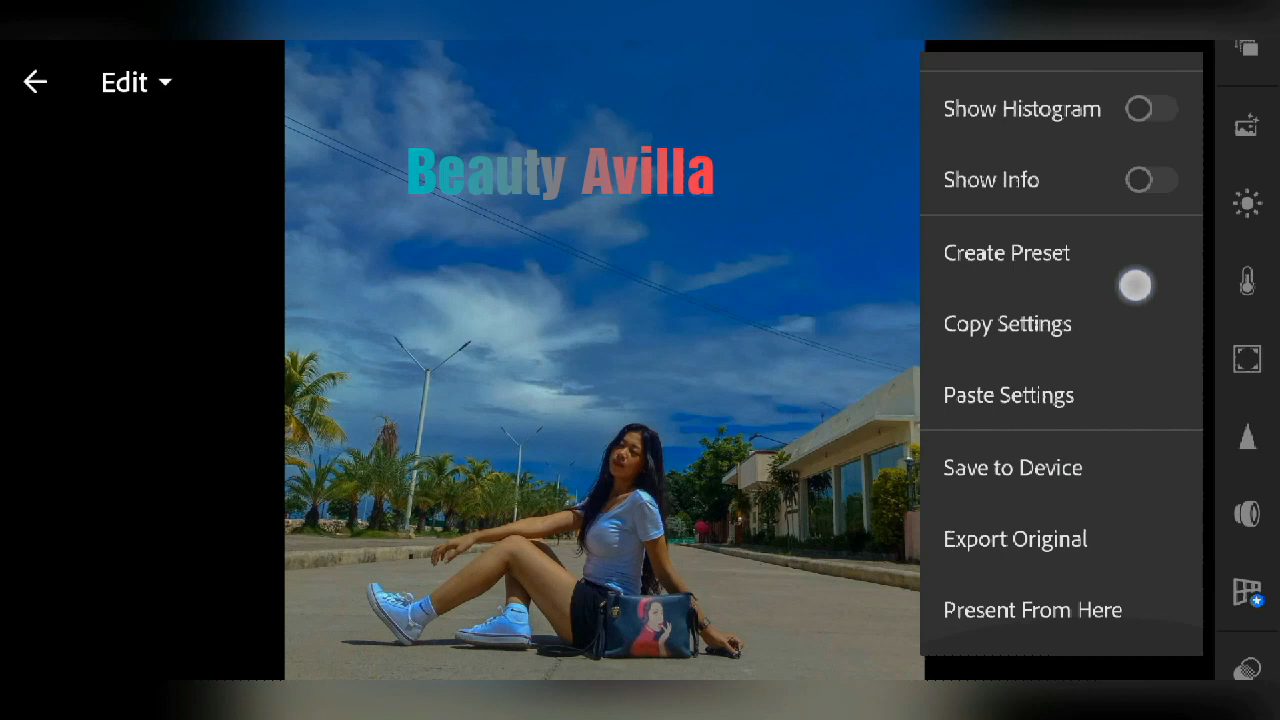 Edit
Beauty Avilla
Show Histogram
Show Info
Create Preset
Copy Settings
Paste Settings
Save to Device
Export Original
Present From Here